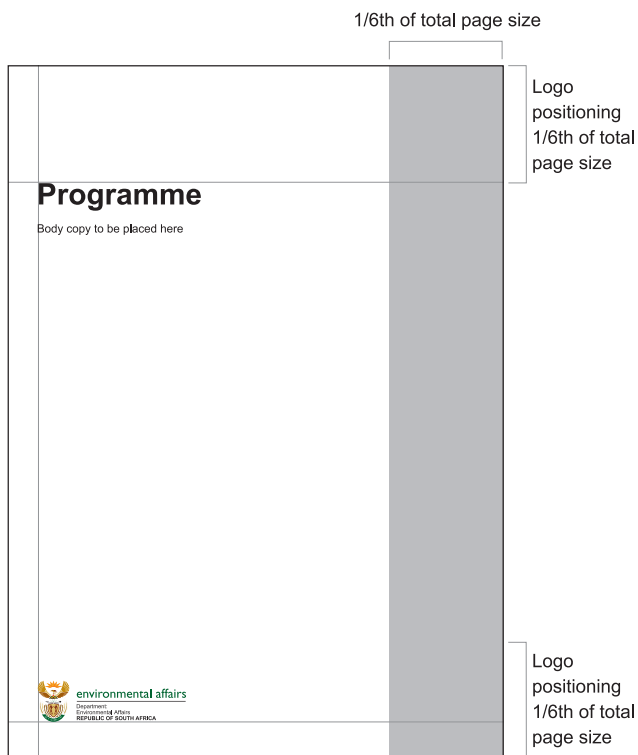 1/6th of total page size
Logo
positioning
1/6th of total
page size
Programme
Body copy to be placed here
environmental affairs
Department:
Environmental Affairs
REPUBLIC OF SOUTH AFRICA
Logo
positioning
1/6th of total
page size